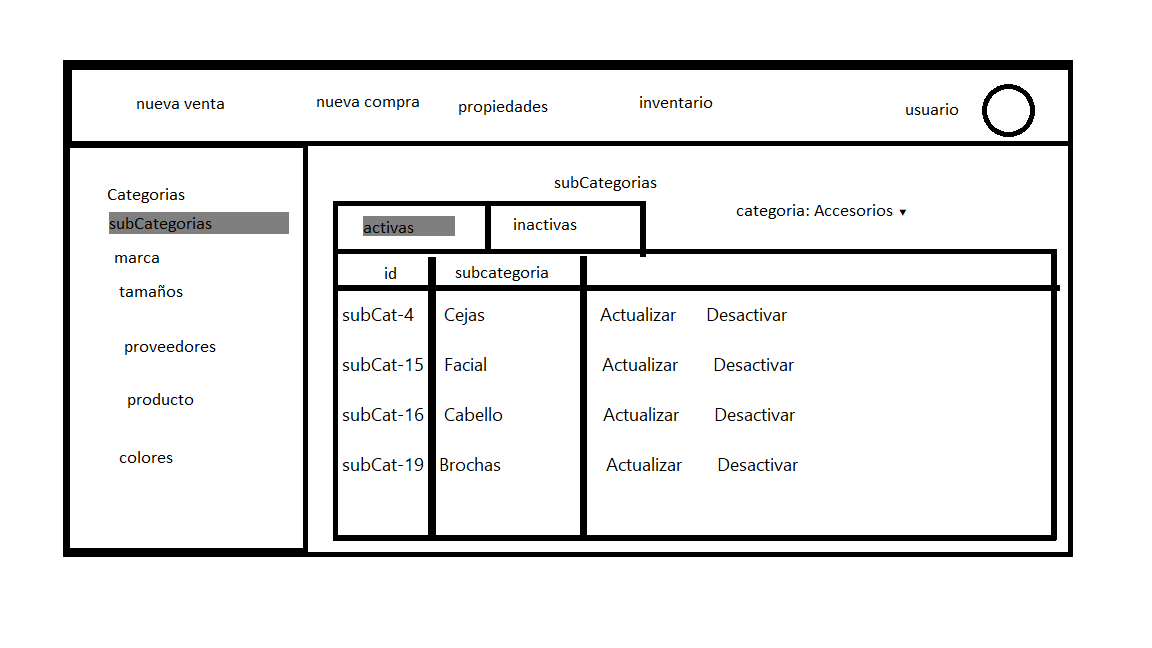 nueva venta nueva compra propiedades inventario usuario
Categorias
subCategorias
marca
tamaños
proveedores
producto
colores
subCategorias
categoria: Accesorios ▼
activas inactivas
id subcategoria
subCat-4 Cejas Actualizar Desactivar
subCat-15 Facial Actualizar Desactivar
subCat-16 Cabello Actualizar Desactivar
subCat-19 Brochas Actualizar Desactivar